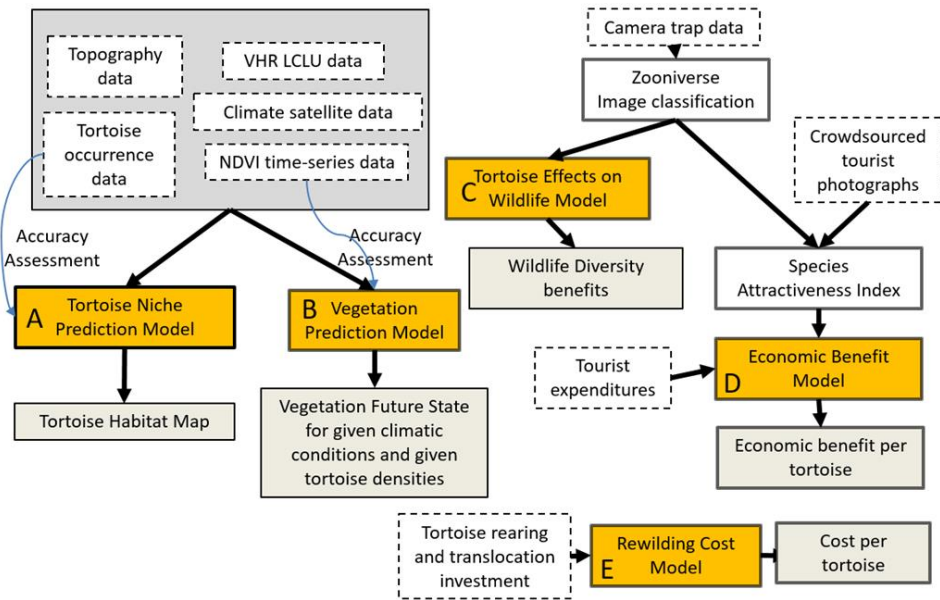 Topography
data
VHR LCLU data
Climate satellite data
Tortoise
occurrence
data
NDVI time-series data
Accuracy
Assessment
Accuracy
Assessment
A
Tortoise Niche
Prediction Model
B
Vegetation
Prediction Model
Tortoise Habitat Map
Vegetation Future State
for given climatic
conditions and given
tortoise densities
Camera trap data
Zooniverse
Image classification
Crowdsourced
tourist
photographs
C
Tortoise Effects on
Wildlife Model
Wildlife Diversity
benefits
Species
Attractiveness Index
Tourist
expenditures
D
Economic Benefit
Model
Economic benefit per
tortoise
Tortoise rearing
and translocation
investment
E
Rewilding Cost
Model
Cost per
tortoise